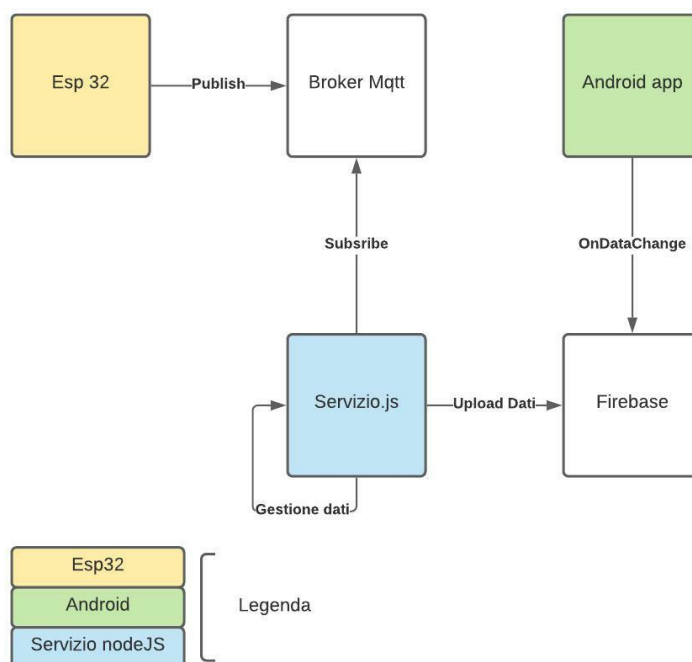 Esp 32
Publish
Broker Mqtt
Android app
Subsribe
OnDataChange
Servizio.js
Upload Dati
Firebase
Gestione dati
Esp32
Android
Servizio nodeJS
Legenda